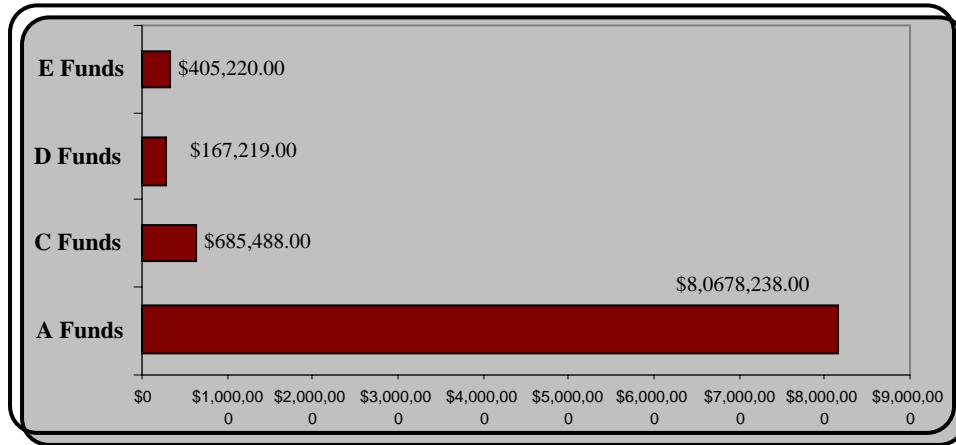 E Funds $405,220.00
D Funds $167,219.00
C Funds $685,488.00
$8,0678,238.00
A Funds
$0 $1,000,00 $2,000,00 $3,000,00 $4,000,00 $5,000,00 $6,000,00 $7,000,00 $8,000,00 $9,000,00
0 0 0 0 0 0 0 0 0